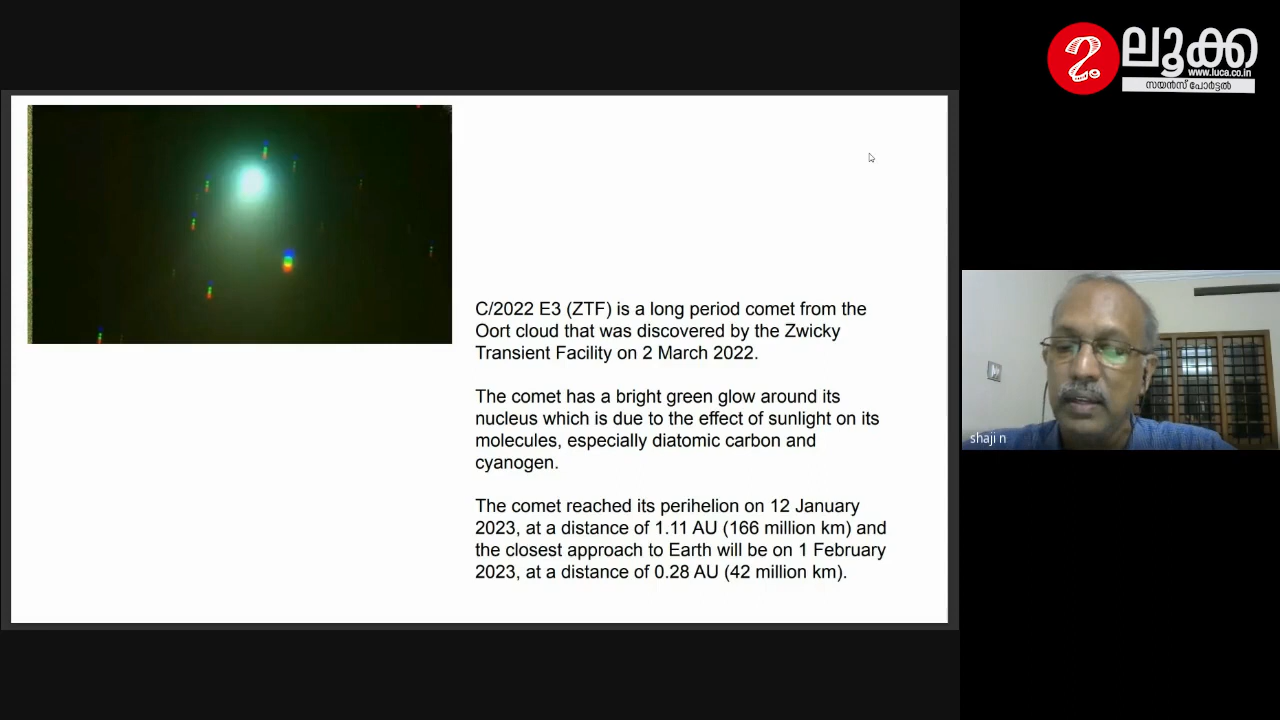 ലൂക്ക
www.luca.co.in
സയൻസ് പോർട്ടൽ
C/2022 E3 (ZTF) is a long period comet from the
Oort cloud that was discovered by the Zwicky
Transient Facility on 2 March 2022.
The comet has a bright green glow around its
nucleus which is due to the effect of sunlight on its
molecules, especially diatomic carbon and
cyanogen.
The comet reached its perihelion on 12 January
2023, at a distance of 1.11 AU (166 million km) and
the closest approach to Earth will be on 1 February
2023, at a distance of 0.28 AU (42 million km).
shaji n